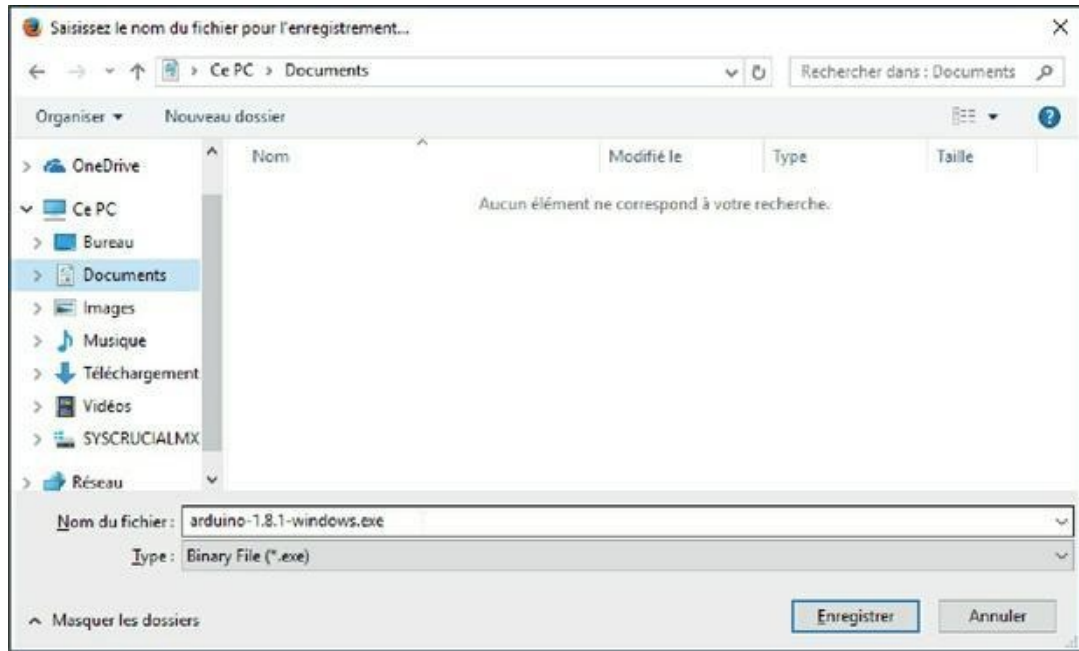 Saisissez le nom du fichier pour l'enregistrement...
Ce PC > Documents
Rechercher dans : Documents
Organiser
Nouveau dossier
Nom
Modifié le
Type
Taille
OneDrive
Aucun élément ne correspond à votre recherche.
Ce PC
Bureau
Documents
Images
Musique
Téléchargement
Vidéos
SYSCRUCIALMX
Réseau
Nom du fichier : arduino-1.8.1-windows.exe
Type : Binary File (*.exe)
Masquer les dossiers
Enregistrer
Annuler